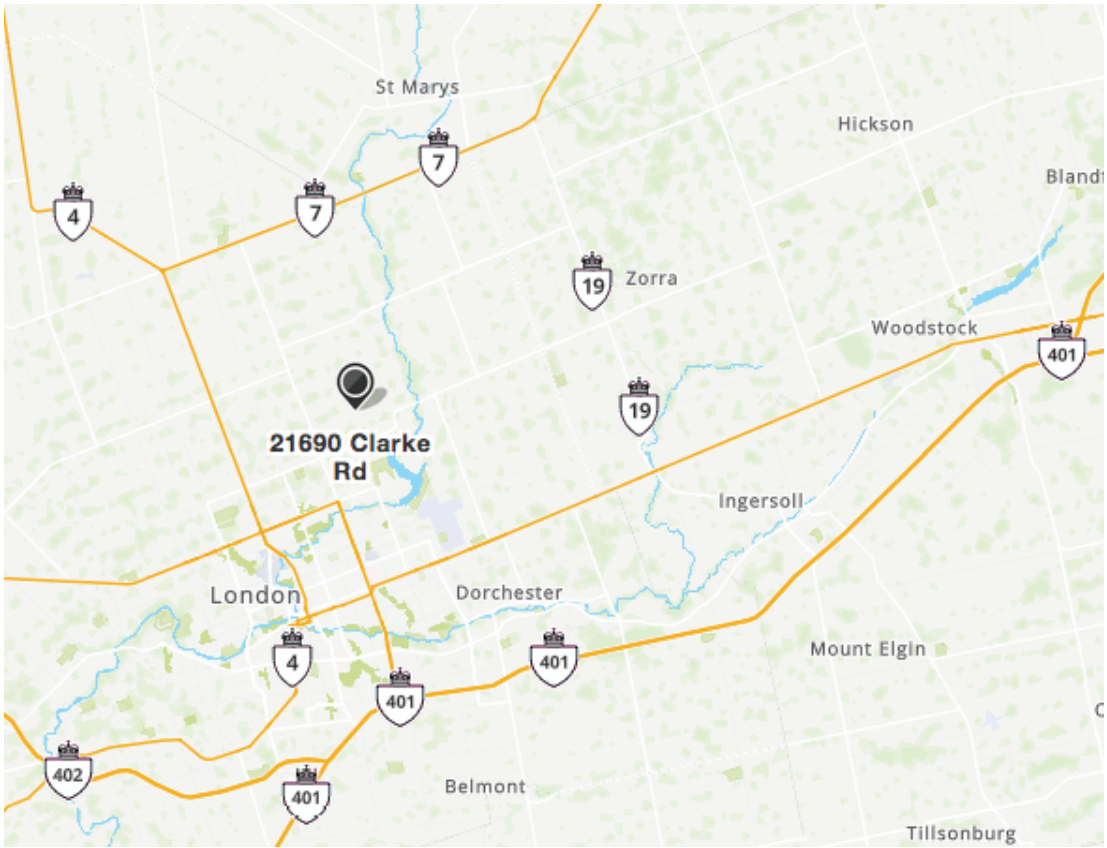 St Marys
Hickson
7
Blandf
4
7
19
Zorra
Woodstock
401
19
21690 Clarke
Rd
Ingersoll
London
Dorchester
4
401
Mount Elgin
401
C
402
401
Belmont
Tillsonburg